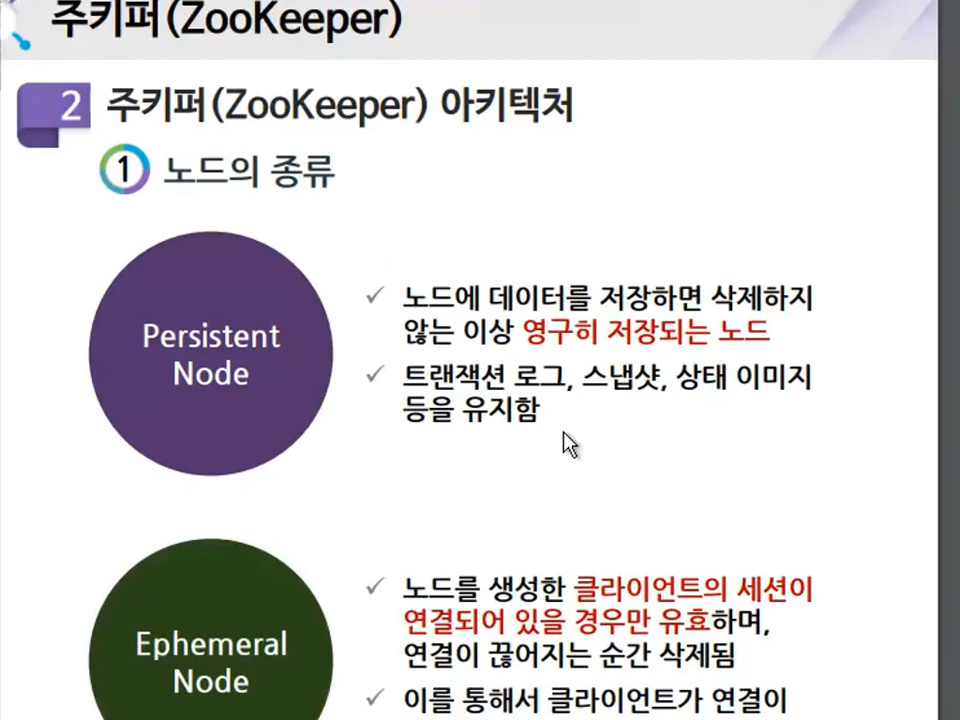 주키퍼(ZooKeeper)
2 주키퍼(ZooKeeper) 아키텍처
1 노드의 종류
Persistent
Node
✓ 노드에 데이터를 저장하면 삭제하지
않는 이상 영구히 저장되는 노드
✓ 트랜잭션 로그, 스냅샷, 상태 이미지
등을 유지함
Ephemeral
Node
✓ 노드를 생성한 클라이언트의 세션이
연결되어 있을 경우만 유효하며,
연결이 끊어지는 순간 삭제됨
✓ 이를 통해서 클라이언트가 연결이